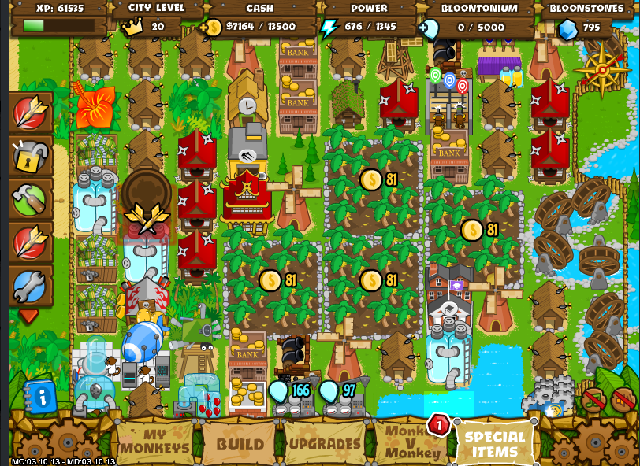 XP: 61535
CITY LEVEL
CASH
POWER
BLOONTONIUM
BLOONSTONES
20
$7164 / 13500
676 / 1345
0 / 5000
795
BANK
BANK
BANK
81
81
81
81
BANK
166
97
1
MY MONKEYS
BUILD
UPGRADES
Monkey V Monkey
SPECIAL ITEMS